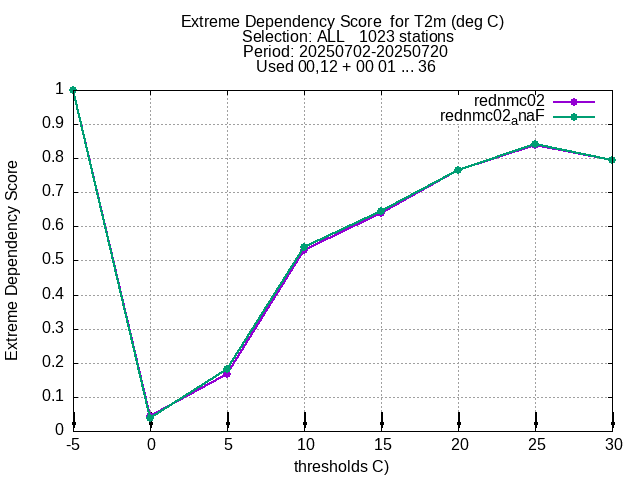 Extreme Dependency Score  for T2m (deg C)
Selection: ALL   1023 stations
Period: 20250702-20250720
Used 00,12 + 00 01 ... 36
rednmc02
rednmc02anaF
1
0.9
0.8
0.7
0.6
0.5
0.4
0.3
0.2
0.1
0
Extreme Dependency Score
-5 0 5 10 15 20 25 30
thresholds C)